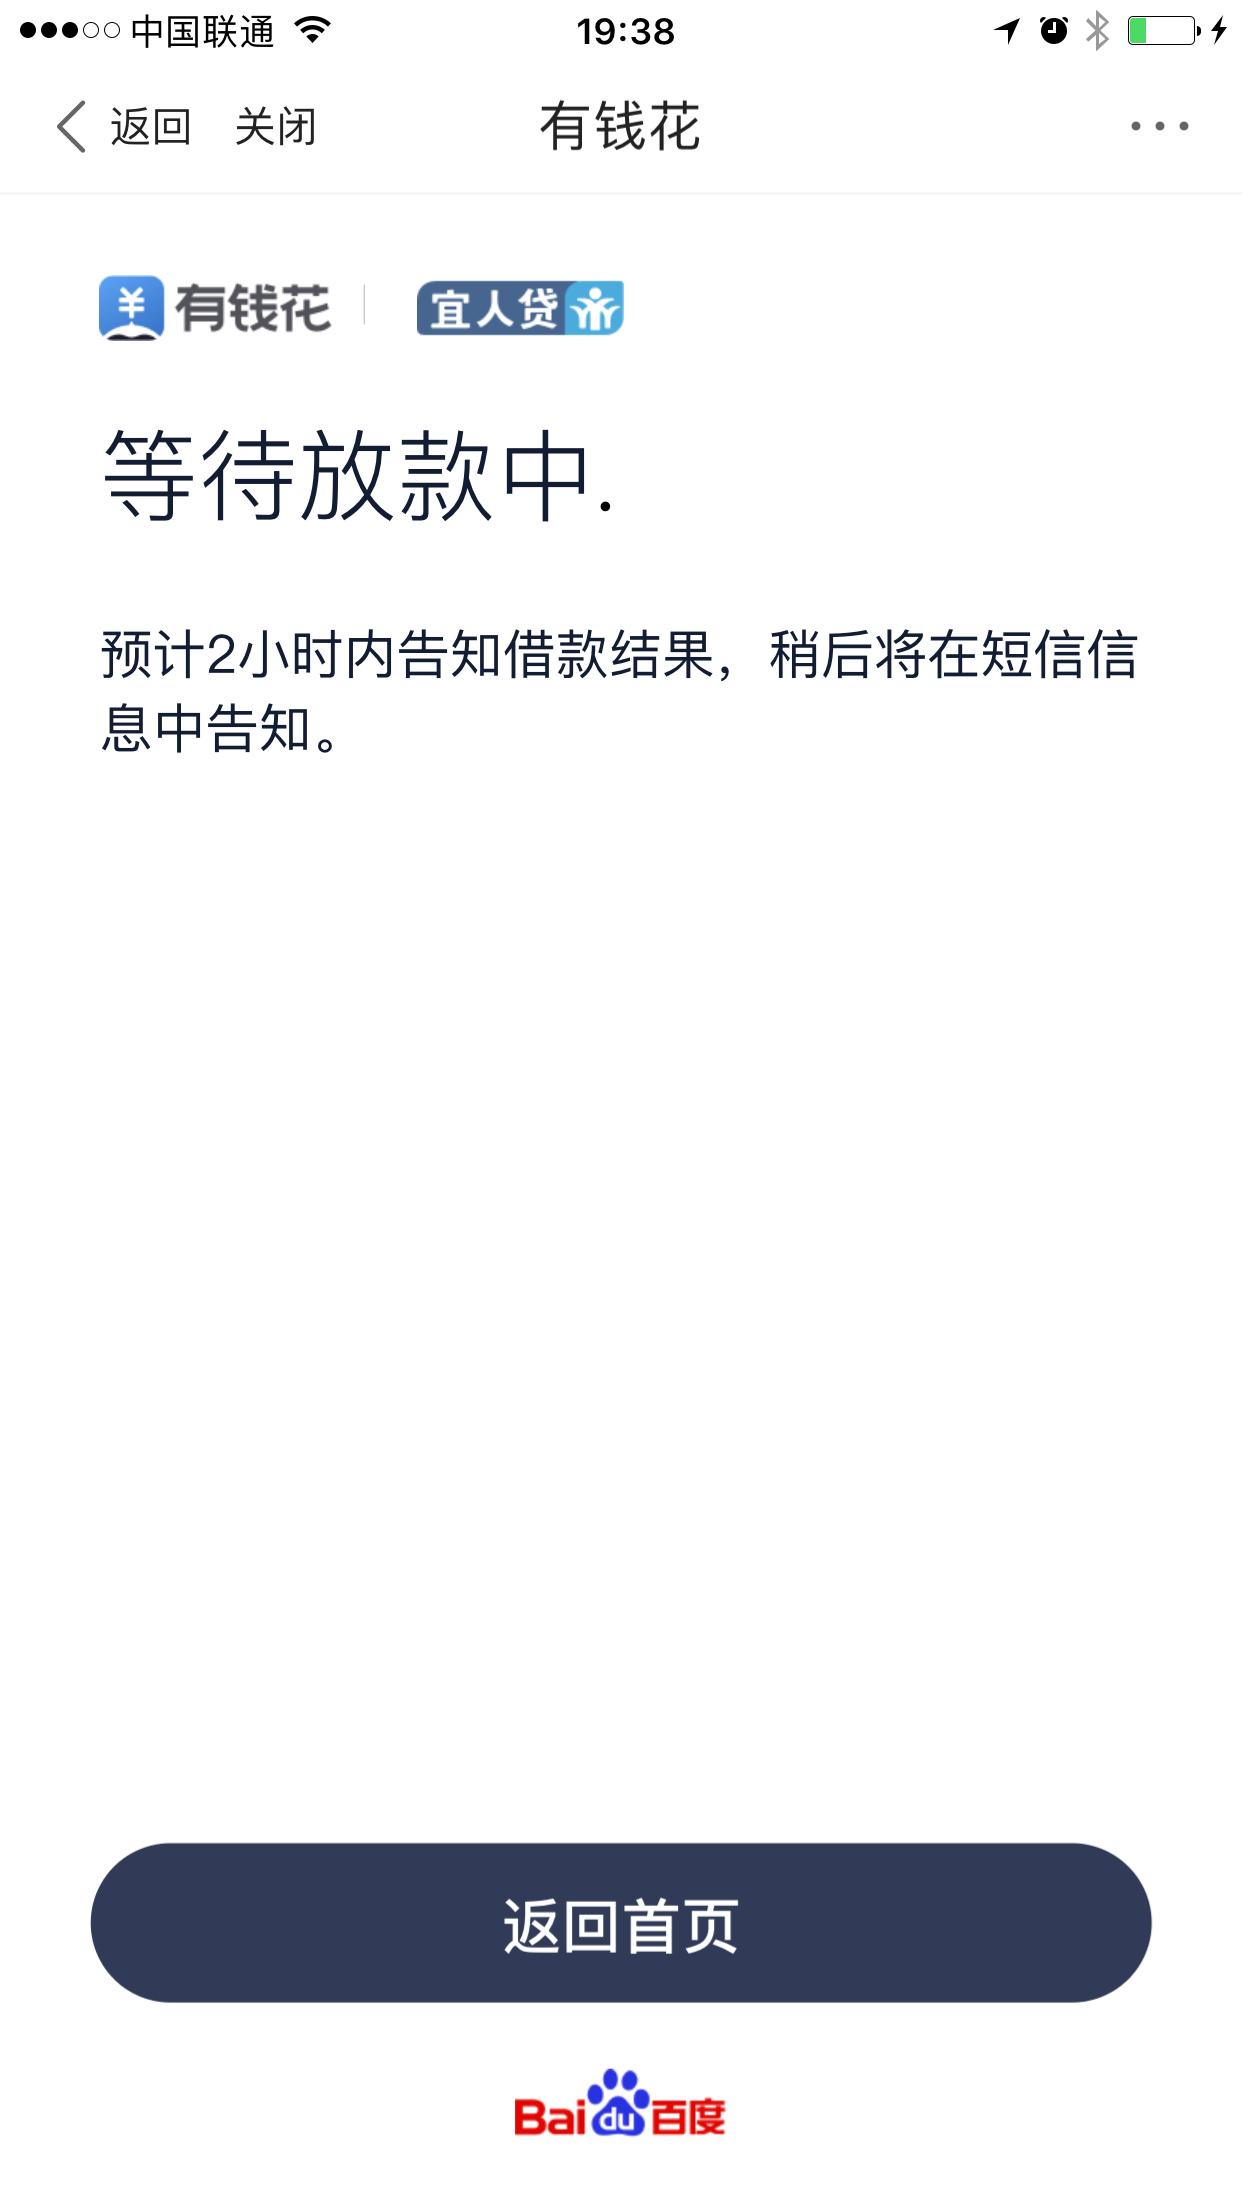 中国联通 19:38
返回 关闭 有钱花
有钱花 宜人贷
等待放款中.
预计2小时内告知借款结果，稍后将在短信信
息中告知。
返回首页
Baidu百度